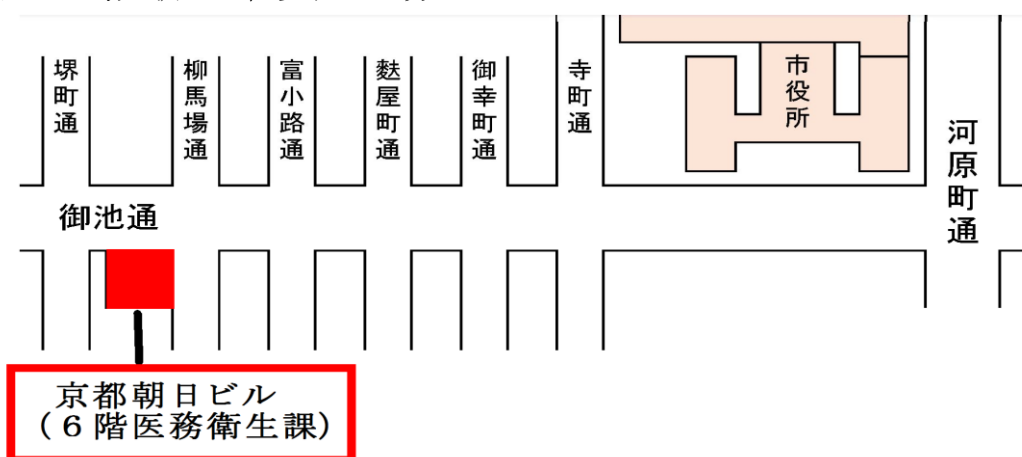 堺町通
柳馬場通
富小路通
麩屋町通
御幸町通
寺町通
市役所
河原町通
御池通
京都朝日ビル
(６階医務衛生課)